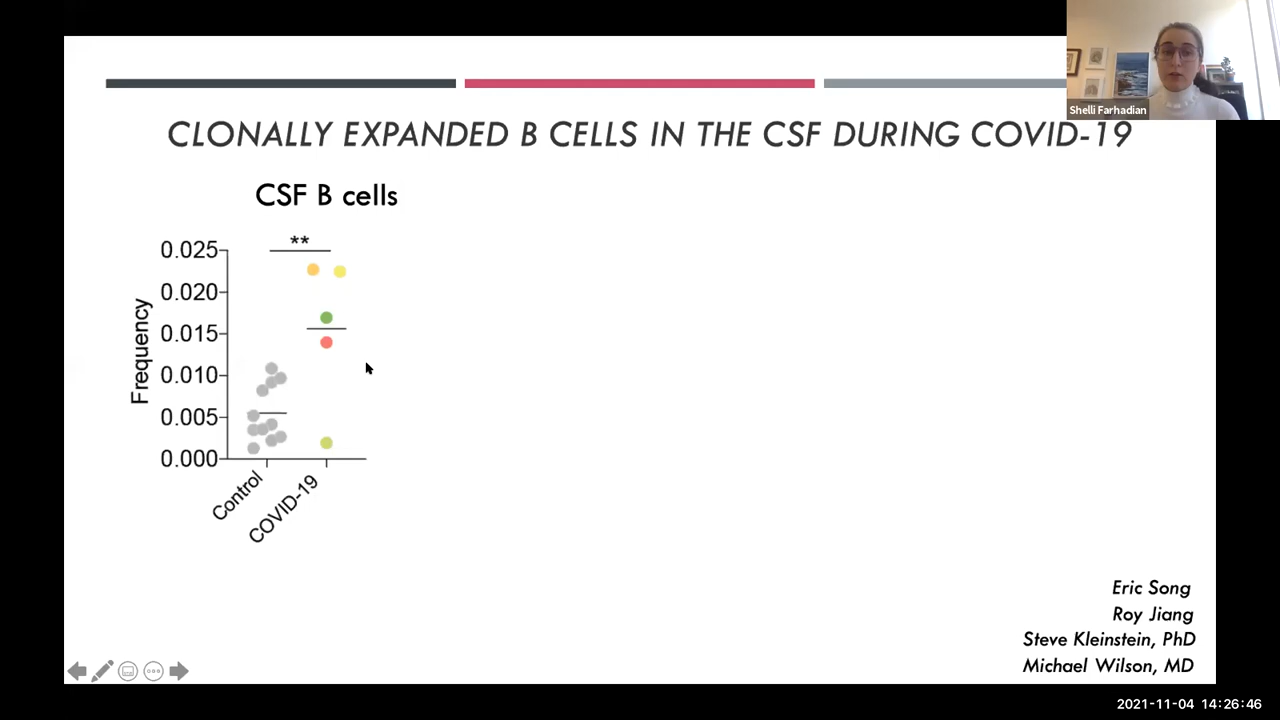 Shelli Farhadian
CLONALLY EXPANDED B CELLS IN THE CSF DURING COVID-19
CSF B cells
**
0.025
0.020
0.015
0.010
0.005
0.000
Frequency
Control
COVID-19
Eric Song
Roy Jiang
Steve Kleinstein, PhD
Michael Wilson, MD
2021-11-04 14:26:46